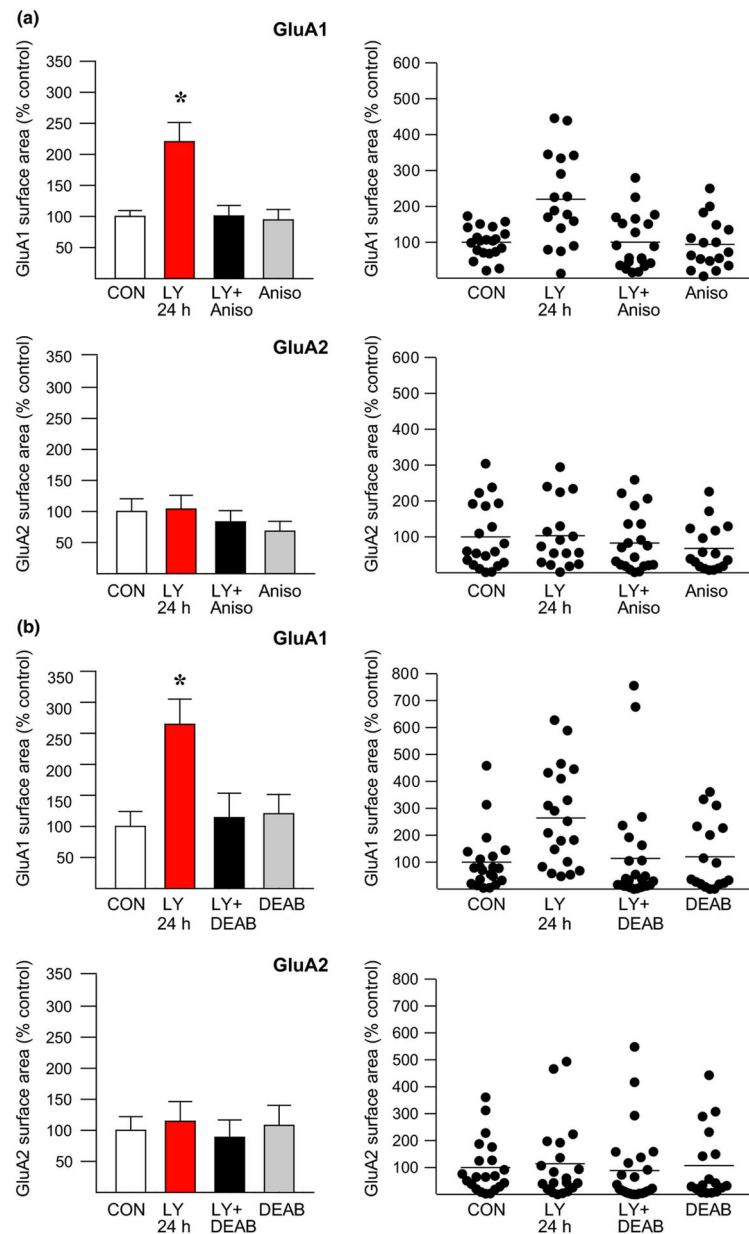 (a)
GluA1
GluA1 surface area (% control)
350
300
250
200
150
100
50
*
CON
LY
24 h
LY+
Aniso
Aniso
GluA1 surface area (% control)
600
500
400
300
200
100
CON
LY
24 h
LY+
Aniso
Aniso
GluA2
GluA2 surface area (% control)
350
300
250
200
150
100
50
CON
LY
24 h
LY+
Aniso
Aniso
GluA2 surface area (% control)
600
500
400
300
200
100
CON
LY
24 h
LY+
Aniso
Aniso
(b)
GluA1
GluA1 surface area (% control)
350
300
250
200
150
100
50
*
CON
LY
24 h
LY+
DEAB
DEAB
GluA1 surface area (% control)
800
700
600
500
400
300
200
100
CON
LY
24 h
LY+
DEAB
DEAB
GluA2
GluA2 surface area (% control)
350
300
250
200
150
100
50
CON
LY
24 h
LY+
DEAB
DEAB
GluA2 surface area (% control)
800
700
600
500
400
300
200
100
CON
LY
24 h
LY+
DEAB
DEAB